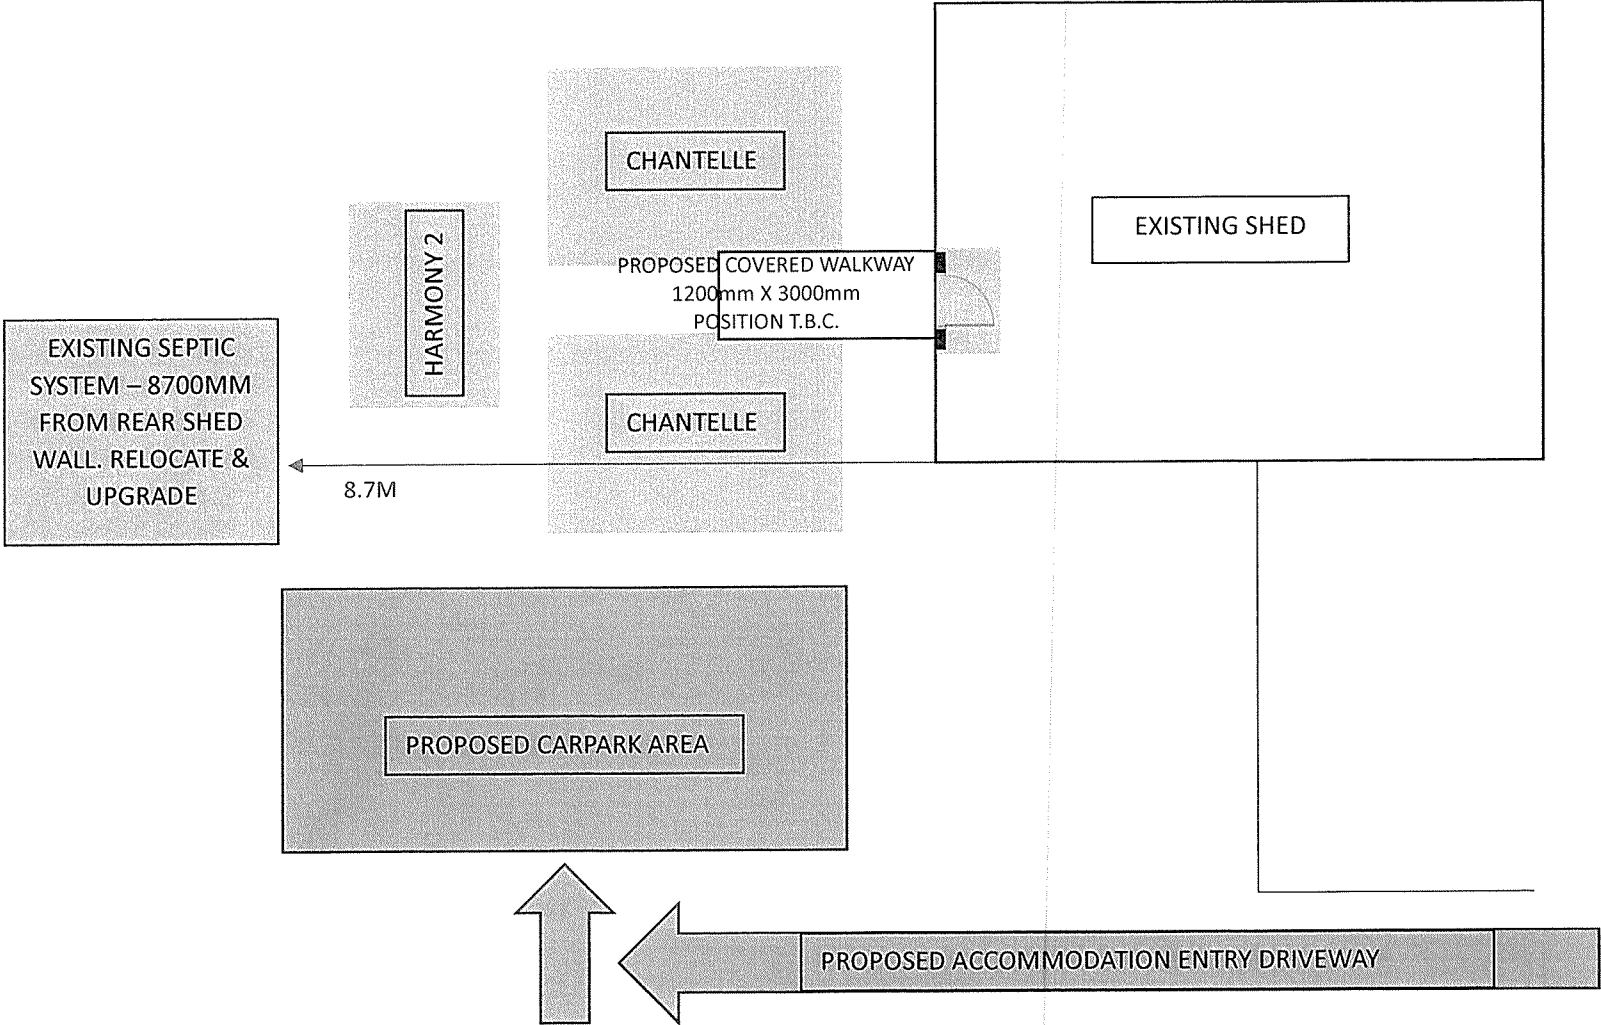 CHANTELLE
EXISTING SHED
HARMONY 2
PROPOSED COVERED WALKWAY
1200mm X 3000mm
POSITION T.B.C.
EXISTING SEPTIC
SYSTEM – 8700MM
FROM REAR SHED
WALL. RELOCATE &
UPGRADE
CHANTELLE
8.7M
PROPOSED CARPARK AREA
PROPOSED ACCOMMODATION ENTRY DRIVEWAY